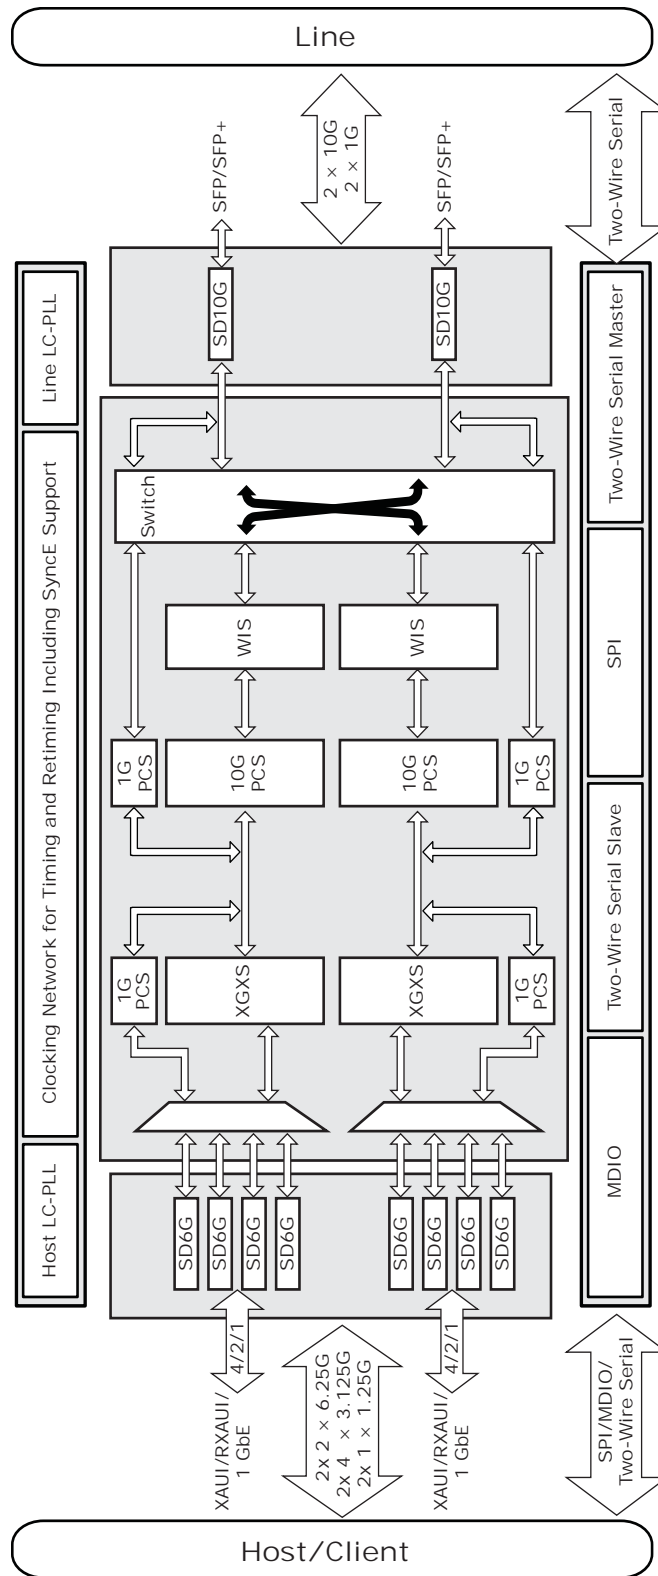 Line
SFP/SFP+
2 × 10G
2 × 1G
SFP/SFP+
Two-Wire Serial
Line LC-PLL
SD10G
SD10G
Two-Wire Serial Master
Clocking Network for Timing and Retiming Including SyncE Support
Switch
WIS
WIS
SPI
1G
PCS
10G
PCS
10G
PCS
1G
PCS
Two-Wire Serial Slave
1G
PCS
XGXS
XGXS
1G
PCS
Host LC-PLL
MDIO
SD6G
SD6G
SD6G
SD6G
SD6G
SD6G
SD6G
SD6G
4/2/1
4/2/1
XAUI/RXAUI/
1 GbE
2x 2 × 6.25G
2x 4 × 3.125G
2x 1 × 1.25G
XAUI/RXAUI/
1 GbE
SPI/MDIO/
Two-Wire Serial
Host/Client